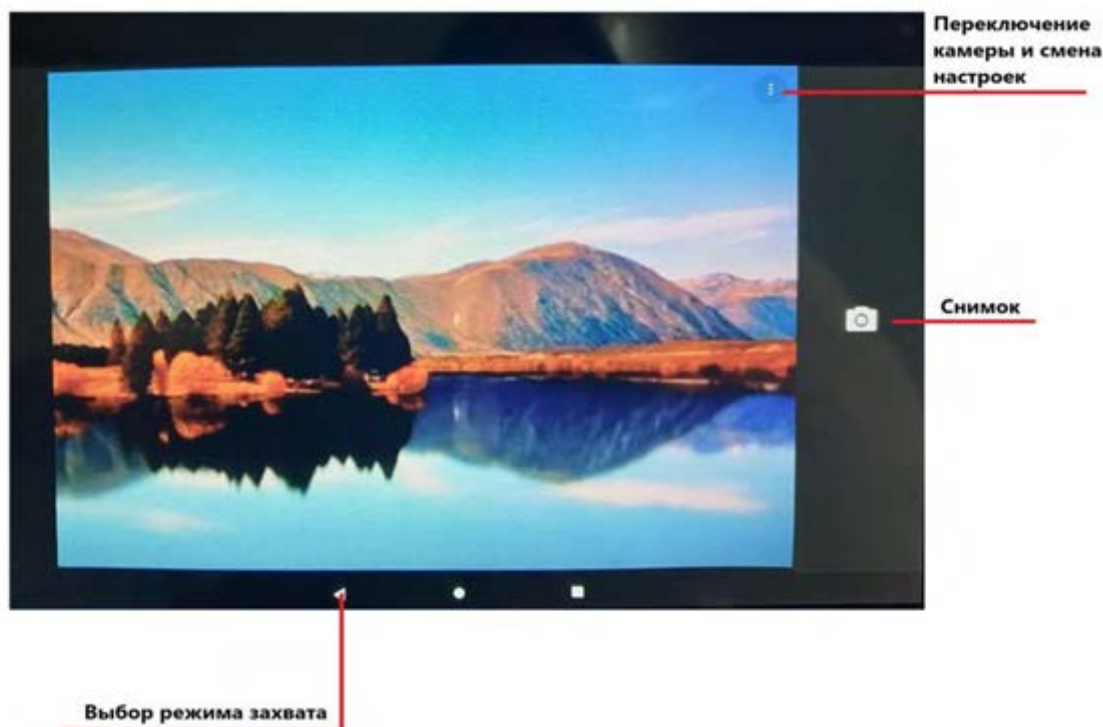 Переключение
камеры и смена
настроек
Снимок
Выбор режима захвата